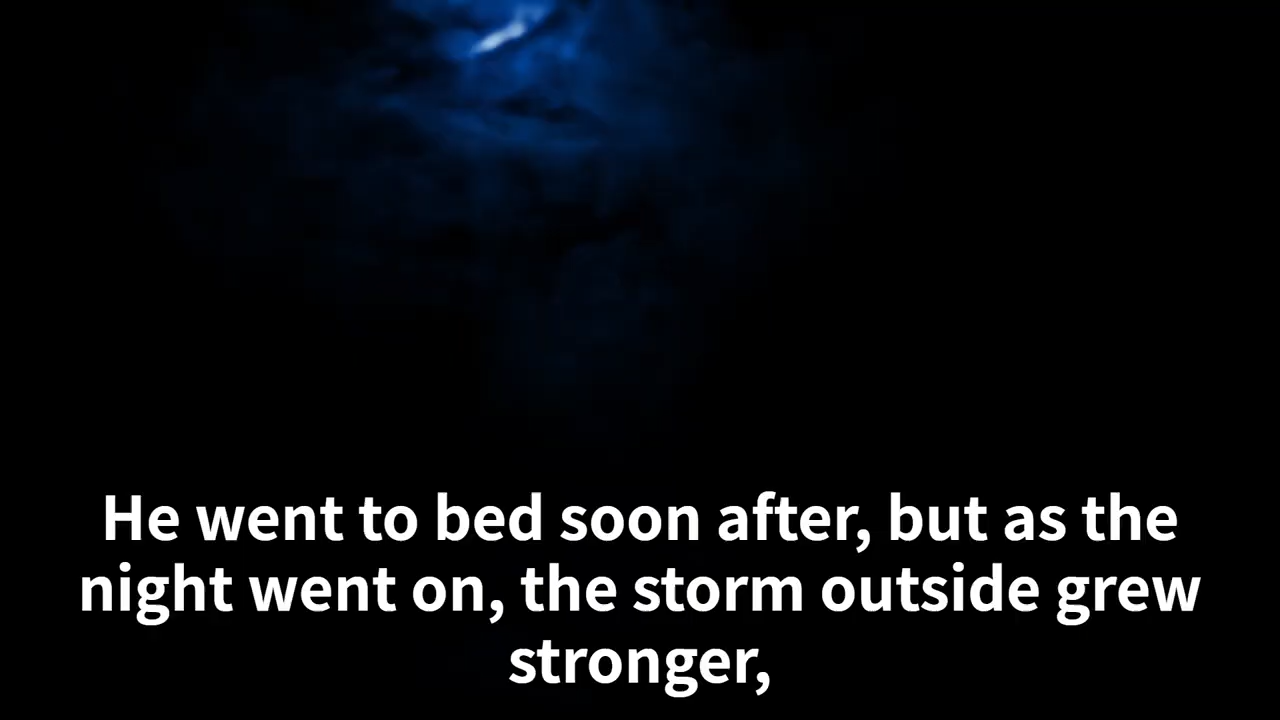 He went to bed soon after, but as the
night went on, the storm outside grew
stronger,